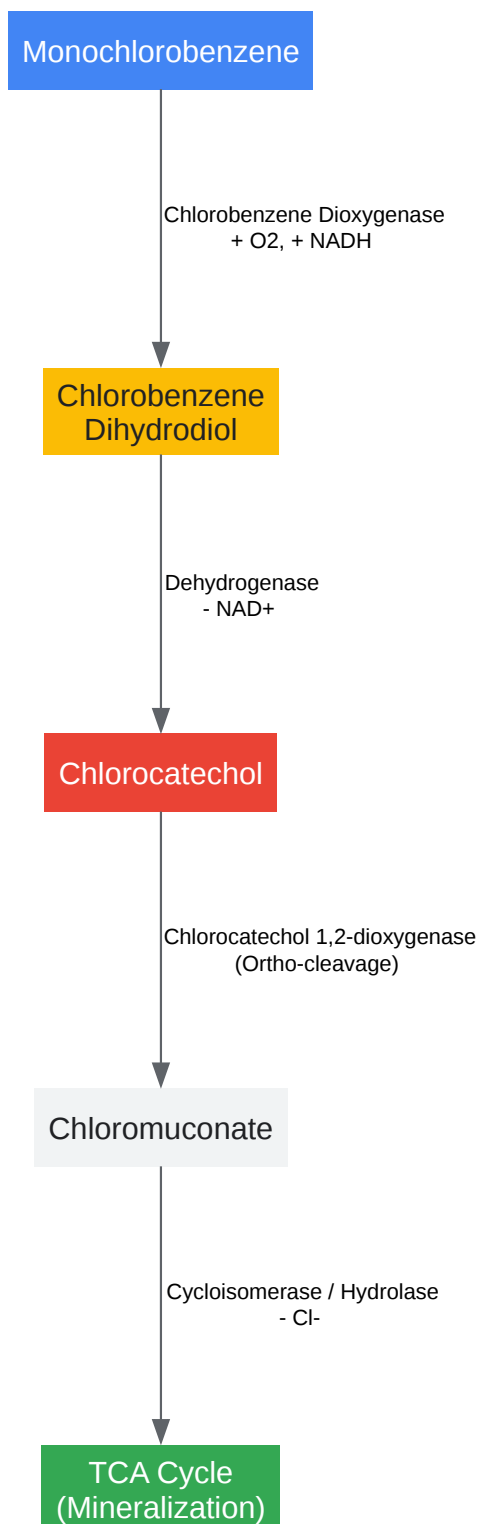 Monochlorobenzene
Chlorobenzene Dioxygenase
+ O2, + NADH
Chlorobenzene
Dihydrodiol
Dehydrogenase
- NAD+
Chlorocatechol
Chlorocatechol 1,2-dioxygenase
(Ortho-cleavage)
Chloromuconate
Cycloisomerase / Hydrolase
- Cl-
TCA Cycle
(Mineralization)